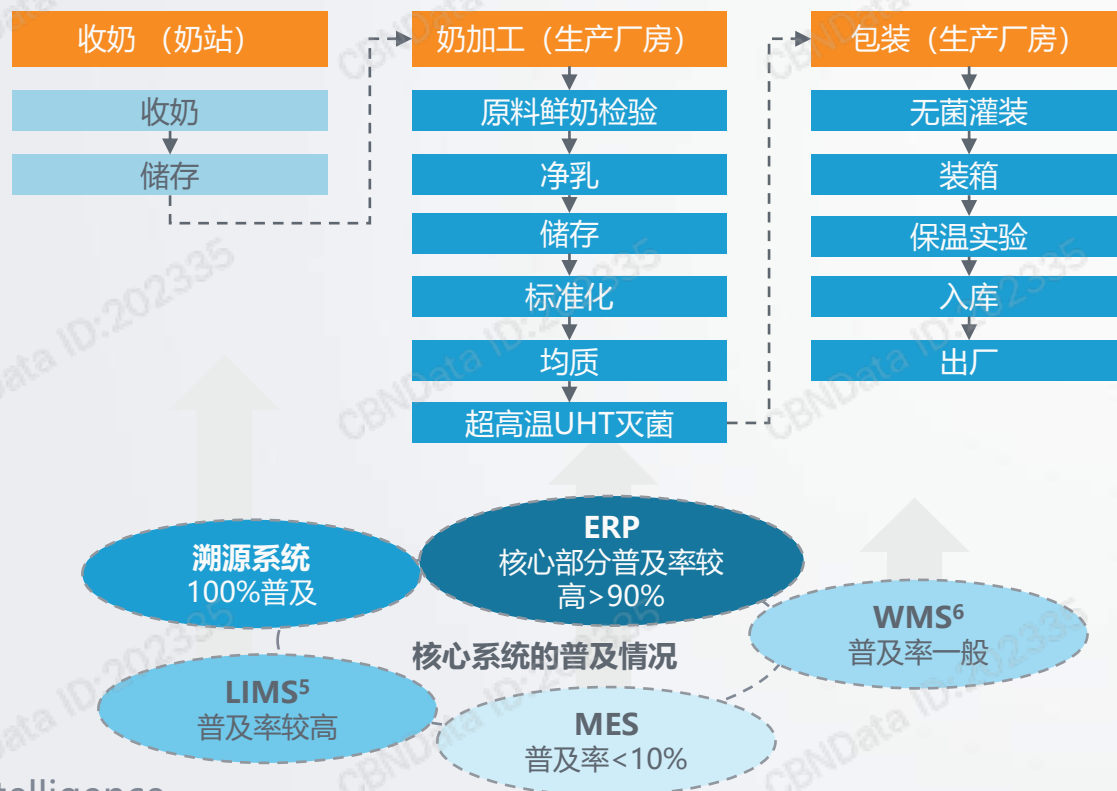 收奶 （奶站）
收奶
储存
奶加工（生产厂房）
原料鲜奶检验
净乳
储存
标准化
均质
超高温UHT灭菌
包装（生产厂房）
无菌灌装
装箱
保温实验
入库
出厂
溯源系统
100%普及
ERP
核心部分普及率较
高>90%
WMS⁶
普及率一般
核心系统的普及情况
LIMS⁵
普及率较高
MES
普及率<10%
CBNData ID:202335